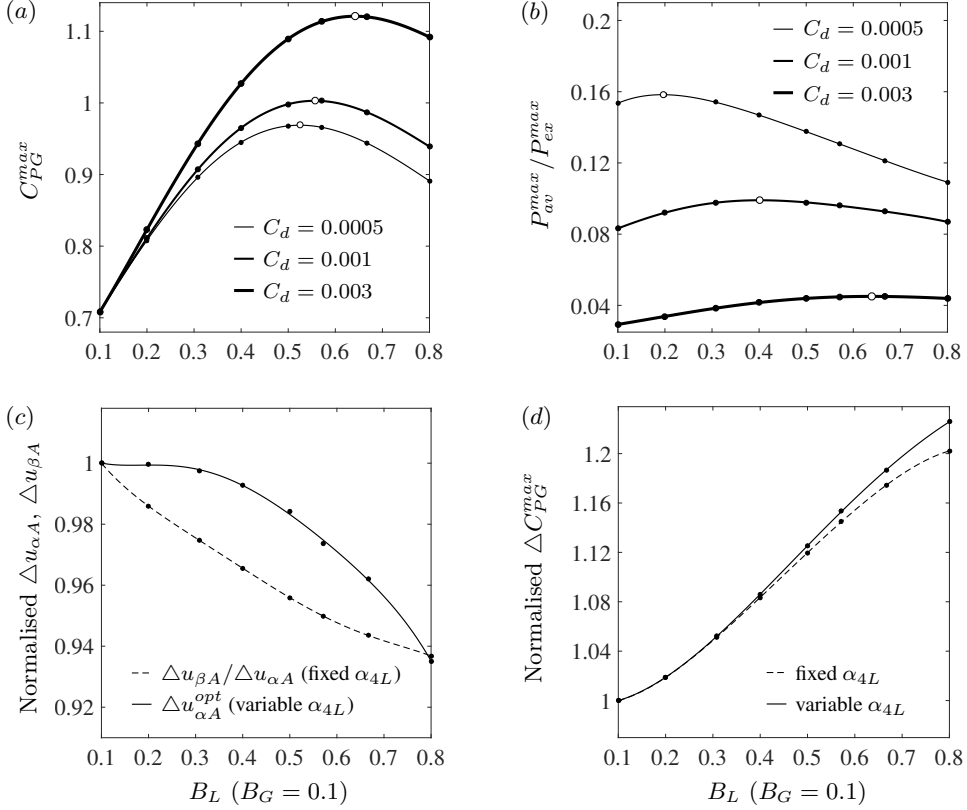 (a)
1.1
1
0.9
0.8
0.7
C_{PG}^{max}
C_d = 0.0005
C_d = 0.001
C_d = 0.003
0.1 0.2 0.3 0.4 0.5 0.6 0.7 0.8
(b)
0.2
0.16
0.12
0.08
0.04
P_{av}^{max}/P_{ex}^{max}
C_d = 0.0005
C_d = 0.001
C_d = 0.003
0.1 0.2 0.3 0.4 0.5 0.6 0.7 0.8
(c)
1
0.98
0.96
0.94
0.92
Normalised △u_{αA}, △u_{βA}
△u_{βA}/△u_{αA} (fixed α_{4L})
△u_{αA}^{opt} (variable α_{4L})
0.1 0.2 0.3 0.4 0.5 0.6 0.7 0.8
B_L (B_G = 0.1)
(d)
1.2
1.16
1.12
1.08
1.04
1
Normalised △C_{PG}^{max}
fixed α_{4L}
variable α_{4L}
0.1 0.2 0.3 0.4 0.5 0.6 0.7 0.8
B_L (B_G = 0.1)